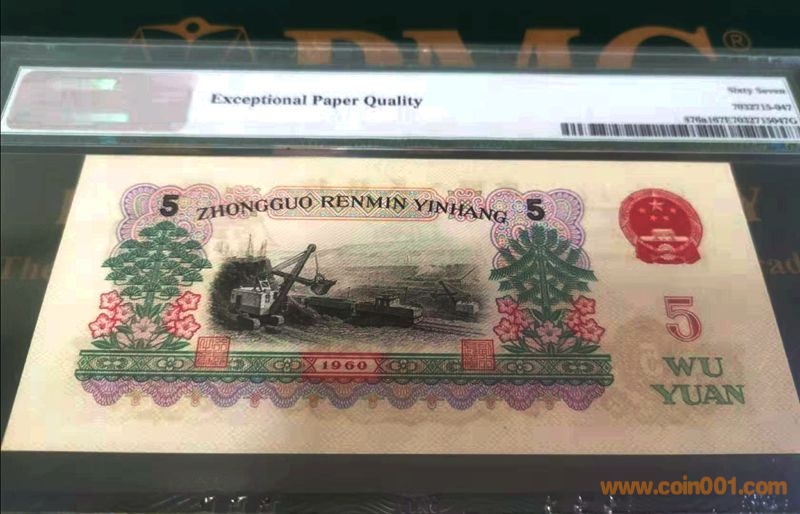 PMG®
Exceptional Paper Quality
Sixty Seven
7032715-047
5
ZHONGGUO RENMIN YINHANG
5
1960
5
WU
YUAN
www.coin001.com